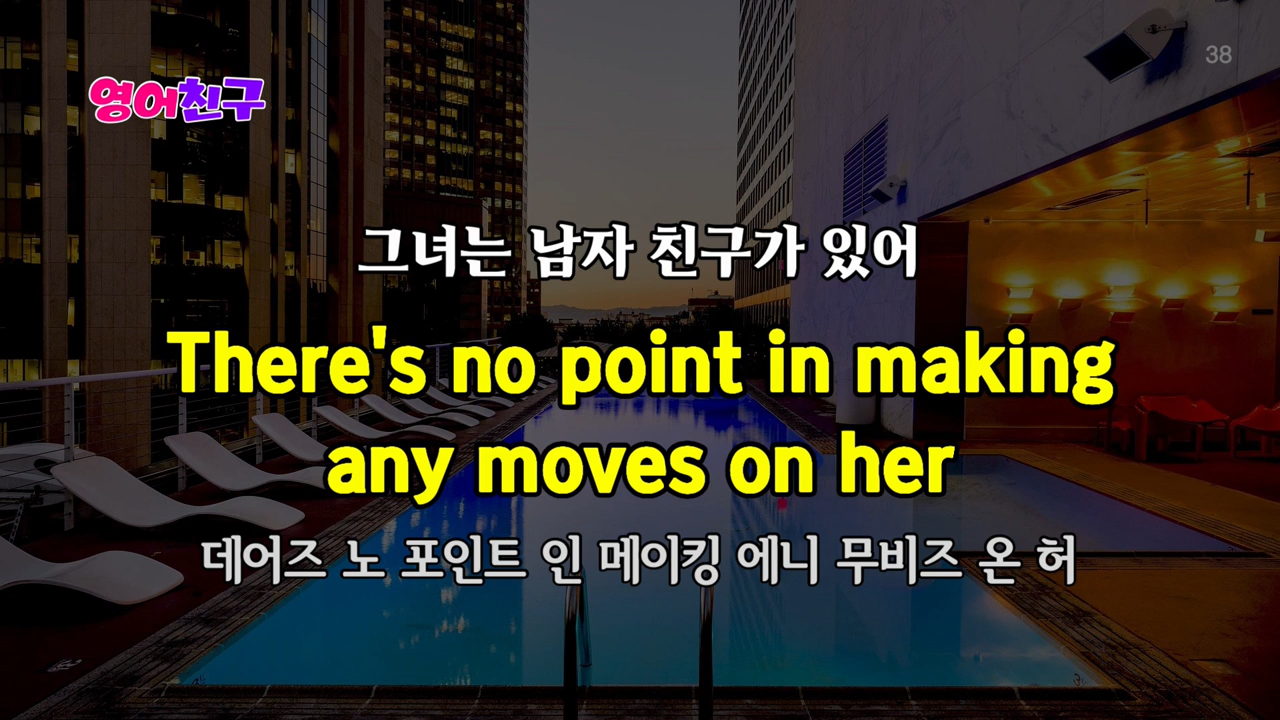 38
영어친구
그녀는 남자 친구가 있어
There's no point in making
any moves on her
데어즈 노 포인트 인 메이킹 에니 무비즈 온 허